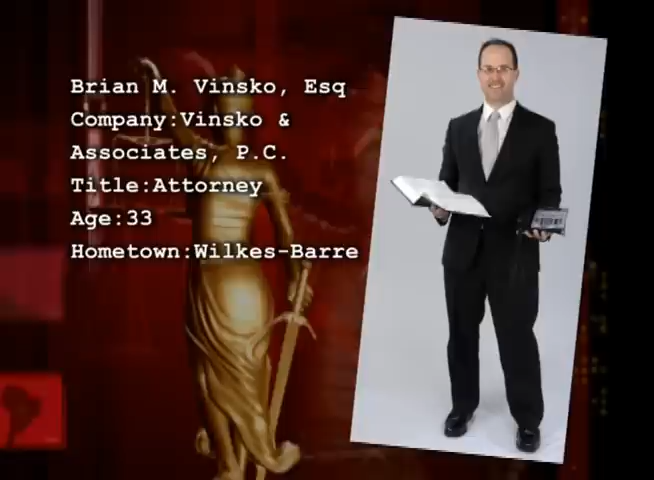 Brian M. Vinsko, Esq
Company:Vinsko &
Associates, P.C.
Title:Attorney
Age:33
Hometown:Wilkes-Barre